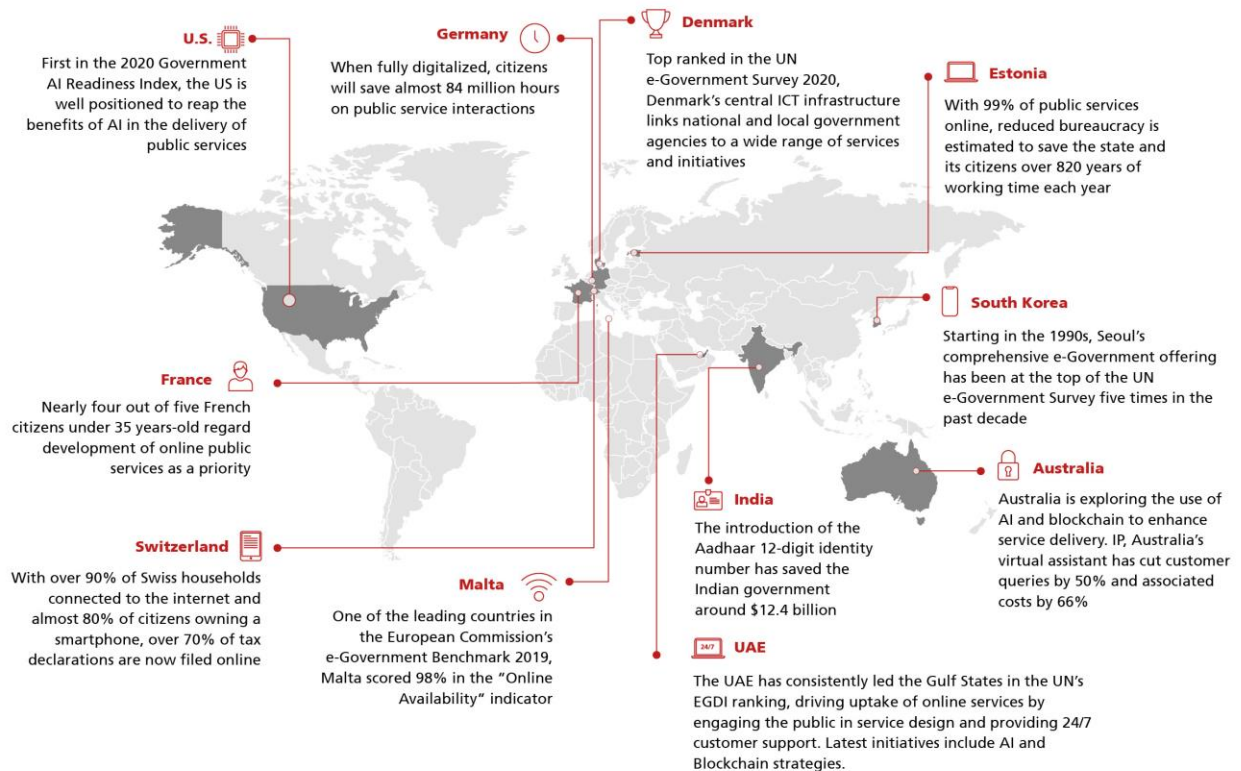 U.S.
First in the 2020 Government
AI Readiness Index, the US is
well positioned to reap the
benefits of AI in the delivery of
public services
Germany
When fully digitalized, citizens
will save almost 84 million hours
on public service interactions
Denmark
Top ranked in the UN
e-Government Survey 2020,
Denmark's central ICT infrastructure
links national and local government
agencies to a wide range of services
and initiatives
Estonia
With 99% of public services
online, reduced bureaucracy is
estimated to save the state and
its citizens over 820 years of
working time each year
France
Nearly four out of five French
citizens under 35 years-old regard
development of online public
services as a priority
South Korea
Starting in the 1990s, Seoul's
comprehensive e-Government offering
has been at the top of the UN
e-Government Survey five times in the
past decade
Switzerland
With over 90% of Swiss households
connected to the internet and
almost 80% of citizens owning a
smartphone, over 70% of tax
declarations are now filed online
Malta
One of the leading countries in
the European Commission's
e-Government Benchmark 2019,
Malta scored 98% in the "Online
Availability" indicator
India
The introduction of the
Aadhaar 12-digit identity
number has saved the
Indian government
around $12.4 billion
Australia
Australia is exploring the use of
AI and blockchain to enhance
service delivery. IP, Australia's
virtual assistant has cut customer
queries by 50% and associated
costs by 66%
24/7
UAE
The UAE has consistently led the Gulf States in the UN's
EGDI ranking, driving uptake of online services by
engaging the public in service design and providing 24/7
customer support. Latest initiatives include AI and
Blockchain strategies.